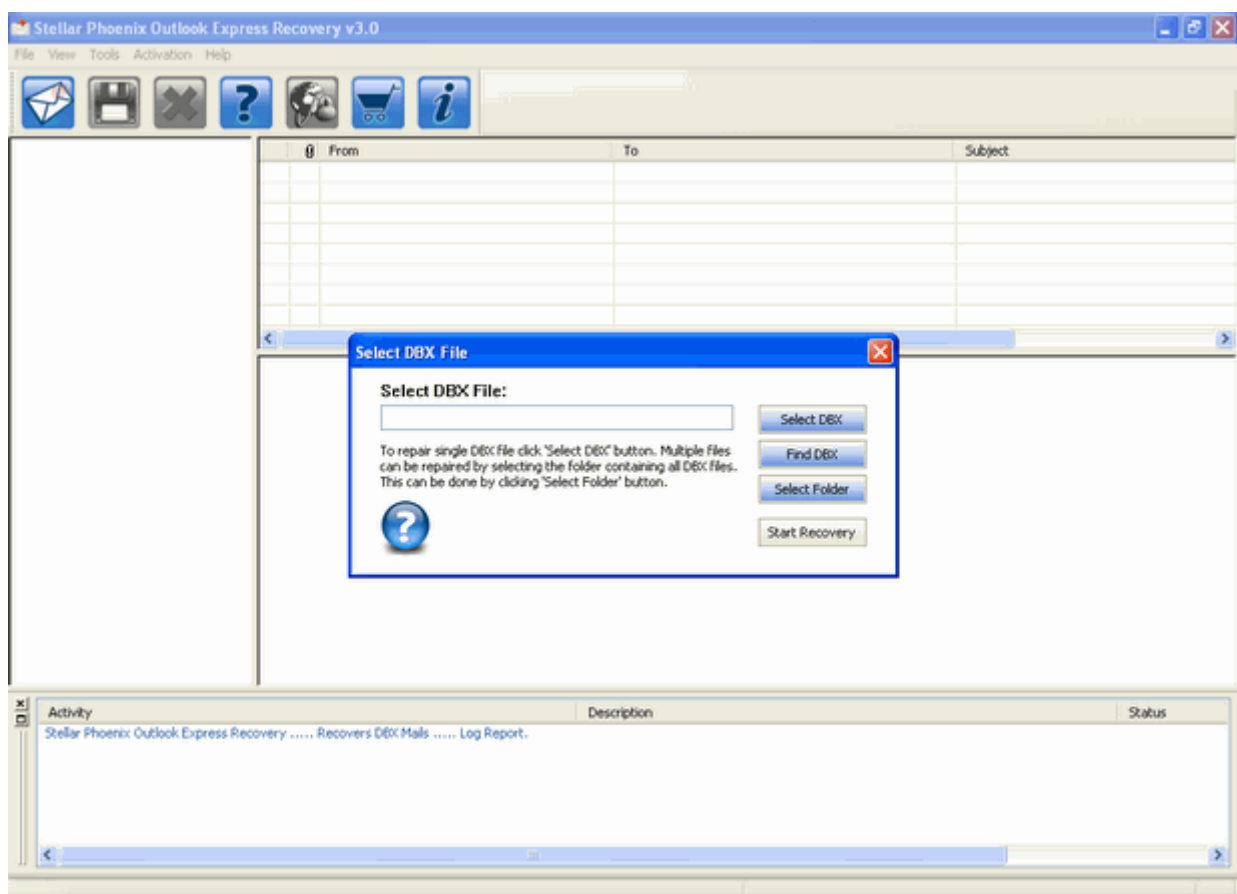 Stellar Phoenix Outlook Express Recovery v3.0
File View Tools Activation Help
From To Subject
Select DBX File
Select DBX File:
Select DBX
To repair single DBX file click 'Select DBX' button. Multiple files
can be repaired by selecting the folder containing all DBX files.
This can be done by clicking 'Select Folder' button.
Find DBX
Select Folder
Start Recovery
Activity Description Status
Stellar Phoenix Outlook Express Recovery ..... Recovers DBX Mails ..... Log Report.